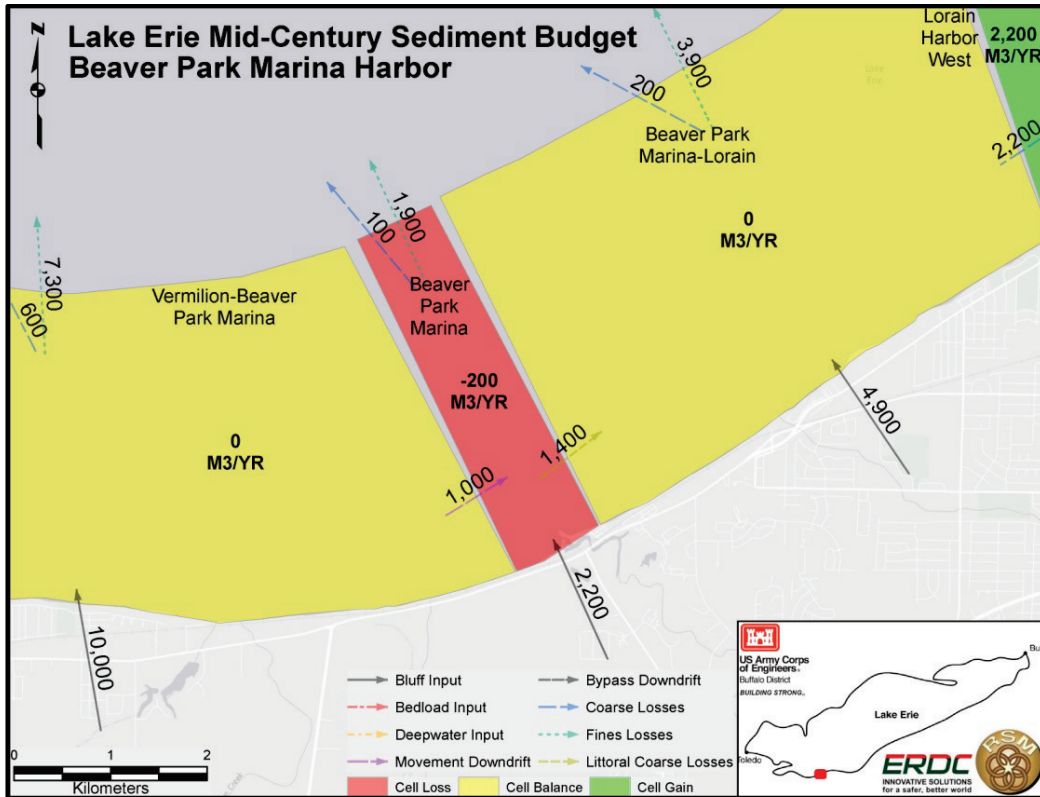 Lake Erie Mid-Century Sediment Budget
Beaver Park Marina Harbor
N
3,900
200
Lorain
Harbor
West
2,200
M3/YR
Lake
Erie
Beaver Park
Marina-Lorain
2,200
1,900
100
0
M3/YR
7,300
600
Vermilion-Beaver
Park Marina
Beaver
Park
Marina
-200
M3/YR
0
M3/YR
4,900
1,400
1,000
2,200
10,000
Bluff Input
Bedload Input
Deepwater Input
Movement Downdrift
Bypass Downdrift
Coarse Losses
Fines Losses
Littoral Coarse Losses
Cell Loss
Cell Balance
Cell Gain
0 1 2
Kilometers
US Army Corps
of Engineers®
Buffalo District
BUILDING STRONG®
Lake Erie
Toledo
ERDC
INNOVATIVE SOLUTIONS
for a safer, better world
RSM